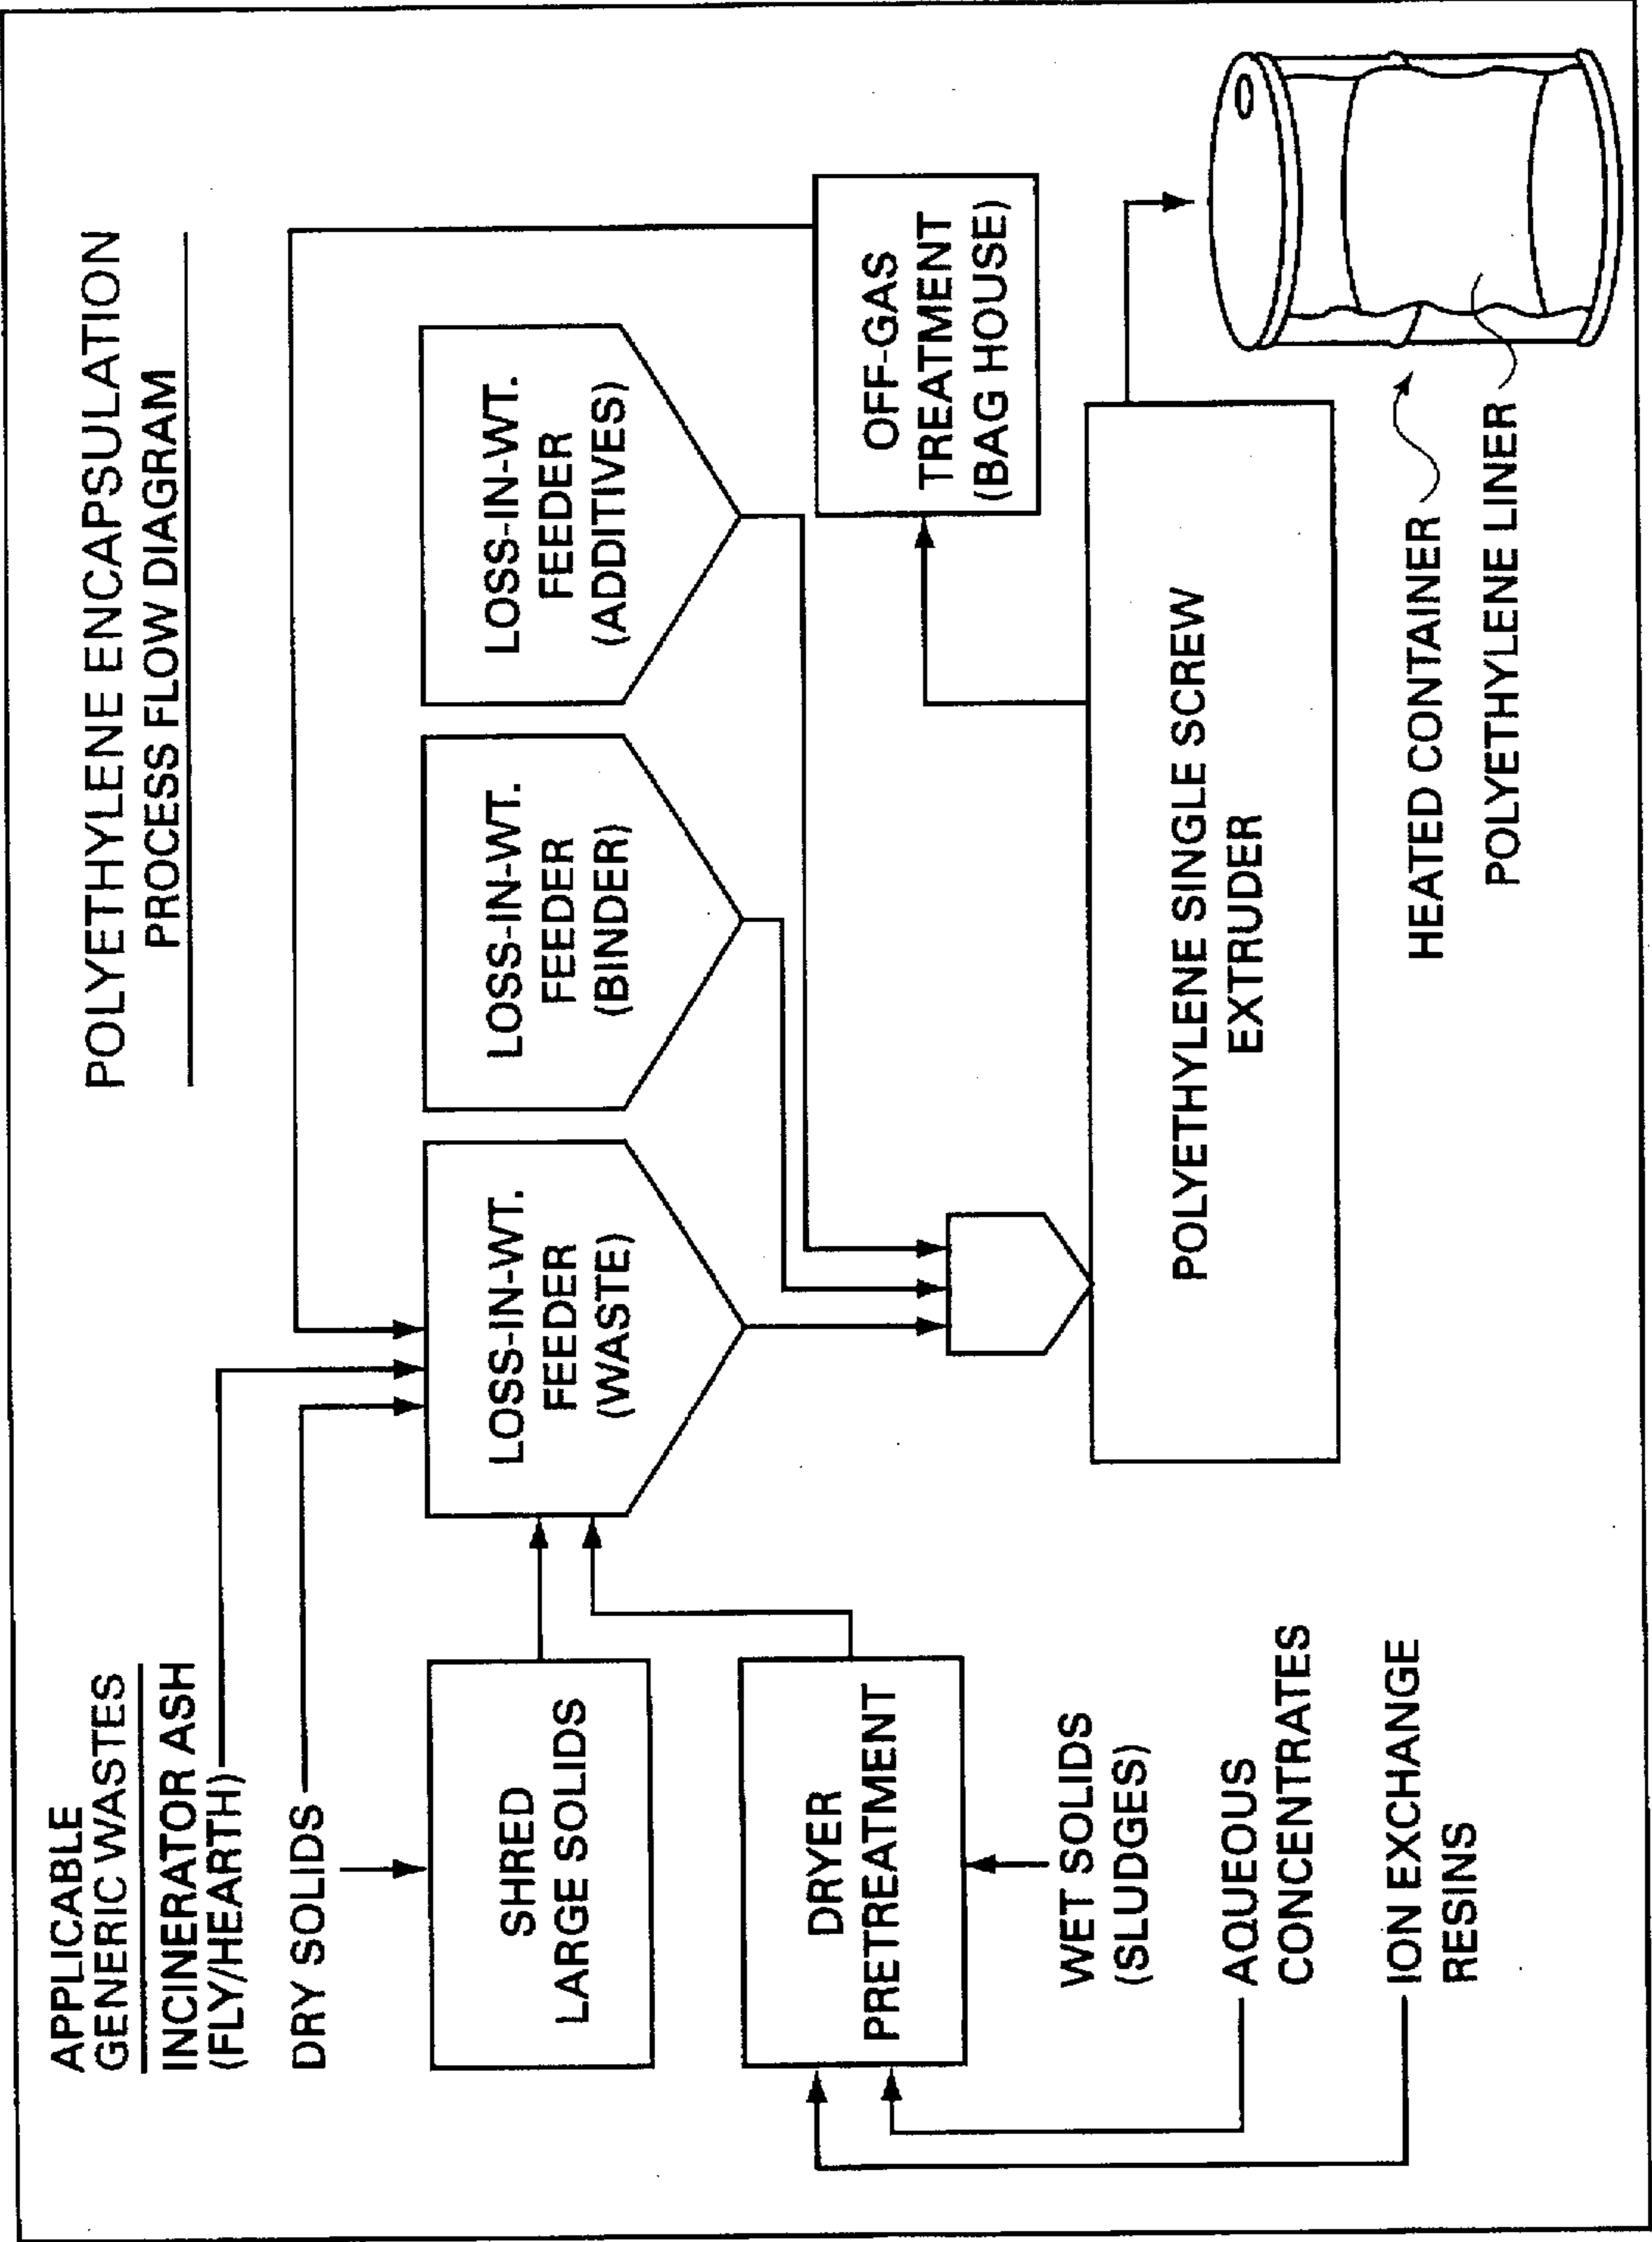 POLYETHYLENE ENCAPSULATION
PROCESS FLOW DIAGRAM
APPLICABLE
GENERIC WASTES
INCINERATOR ASH
(FLY/HEARTH)
DRY SOLIDS
SHRED
LARGE SOLIDS
DRYER
PRETREATMENT
WET SOLIDS
(SLUDGES)
AQUEOUS
CONCENTRATES
ION EXCHANGE
RESINS
LOSS-IN-WT.
FEEDER
(WASTE)
LOSS-IN-WT.
FEEDER
(BINDER)
LOSS-IN-WT.
FEEDER
(ADDITIVES)
OFF-GAS
TREATMENT
(BAG HOUSE)
POLYETHYLENE SINGLE SCREW
EXTRUDER
HEATED CONTAINER
POLYETHYLENE LINER